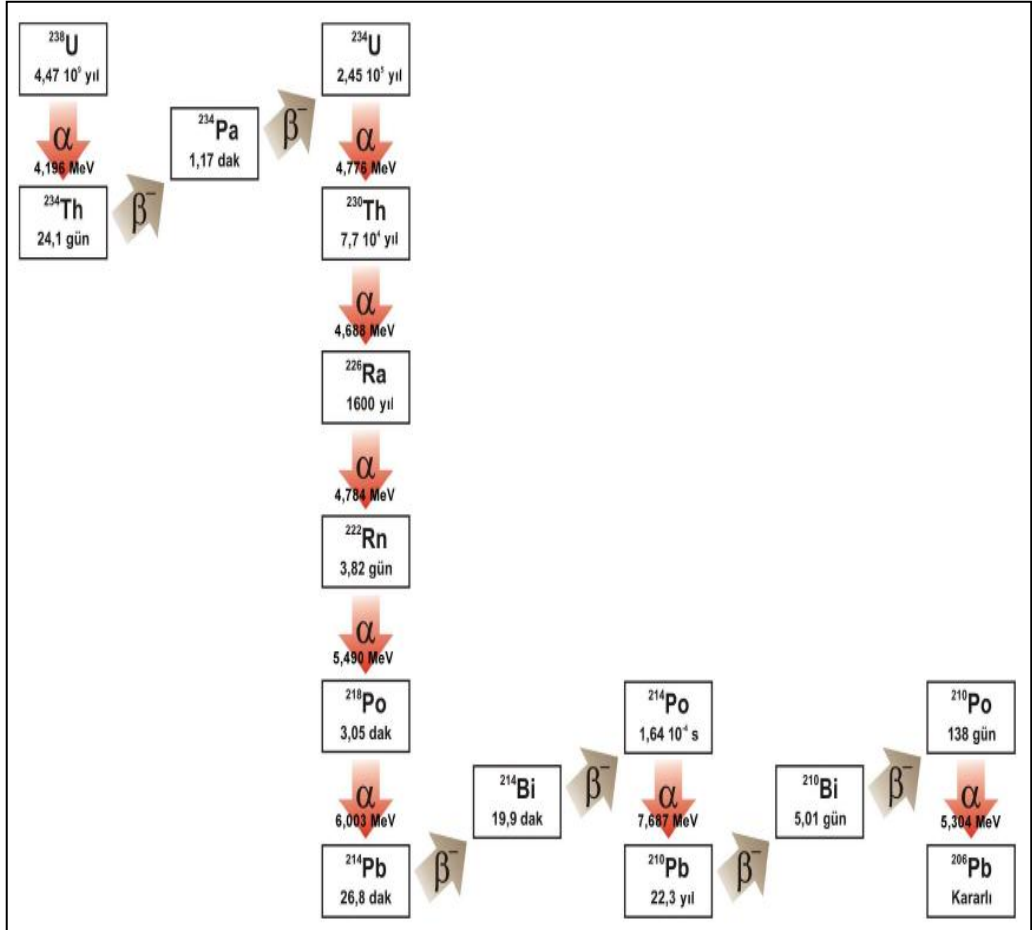 ²³⁸U
4,47 10⁹ yıl
α
4,196 MeV
²³⁴Th
24,1 gün
β⁻
²³⁴Pa
1,17 dak
β⁻
²³⁴U
2,45 10⁵ yıl
α
4,776 MeV
²³⁰Th
7,7 10⁴ yıl
α
4,688 MeV
²²⁶Ra
1600 yıl
α
4,784 MeV
²²²Rn
3,82 gün
α
5,490 MeV
²¹⁸Po
3,05 dak
α
6,003 MeV
²¹⁴Pb
26,8 dak
β⁻
²¹⁴Bi
19,9 dak
β⁻
²¹⁴Po
1,64 10⁻⁴ s
α
7,687 MeV
²¹⁰Pb
22,3 yıl
β⁻
²¹⁰Bi
5,01 gün
β⁻
²¹⁰Po
138 gün
α
5,304 MeV
²⁰⁶Pb
Kararlı